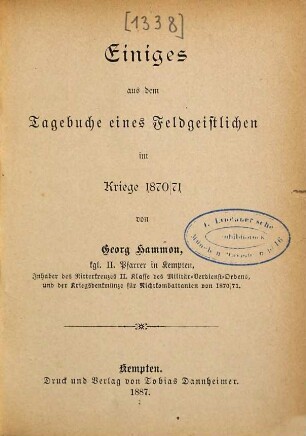 [1338]
Einiges
aus dem
Tagebuche eines Feldgeistlichen
im
Kriege 1870/71
von
Georg Hammon,
kgl. II. Pfarrer in Kempten,
Inhaber des Ritterkreuzes II. Klasse des Militär-Verdienst-Ordens,
und der Kriegsdenkmünze für Nichtkombattanten von 1870/71.
J. Lindauersche
Kempten.
Druck und Verlag von Tobias Dannheimer.
1887.